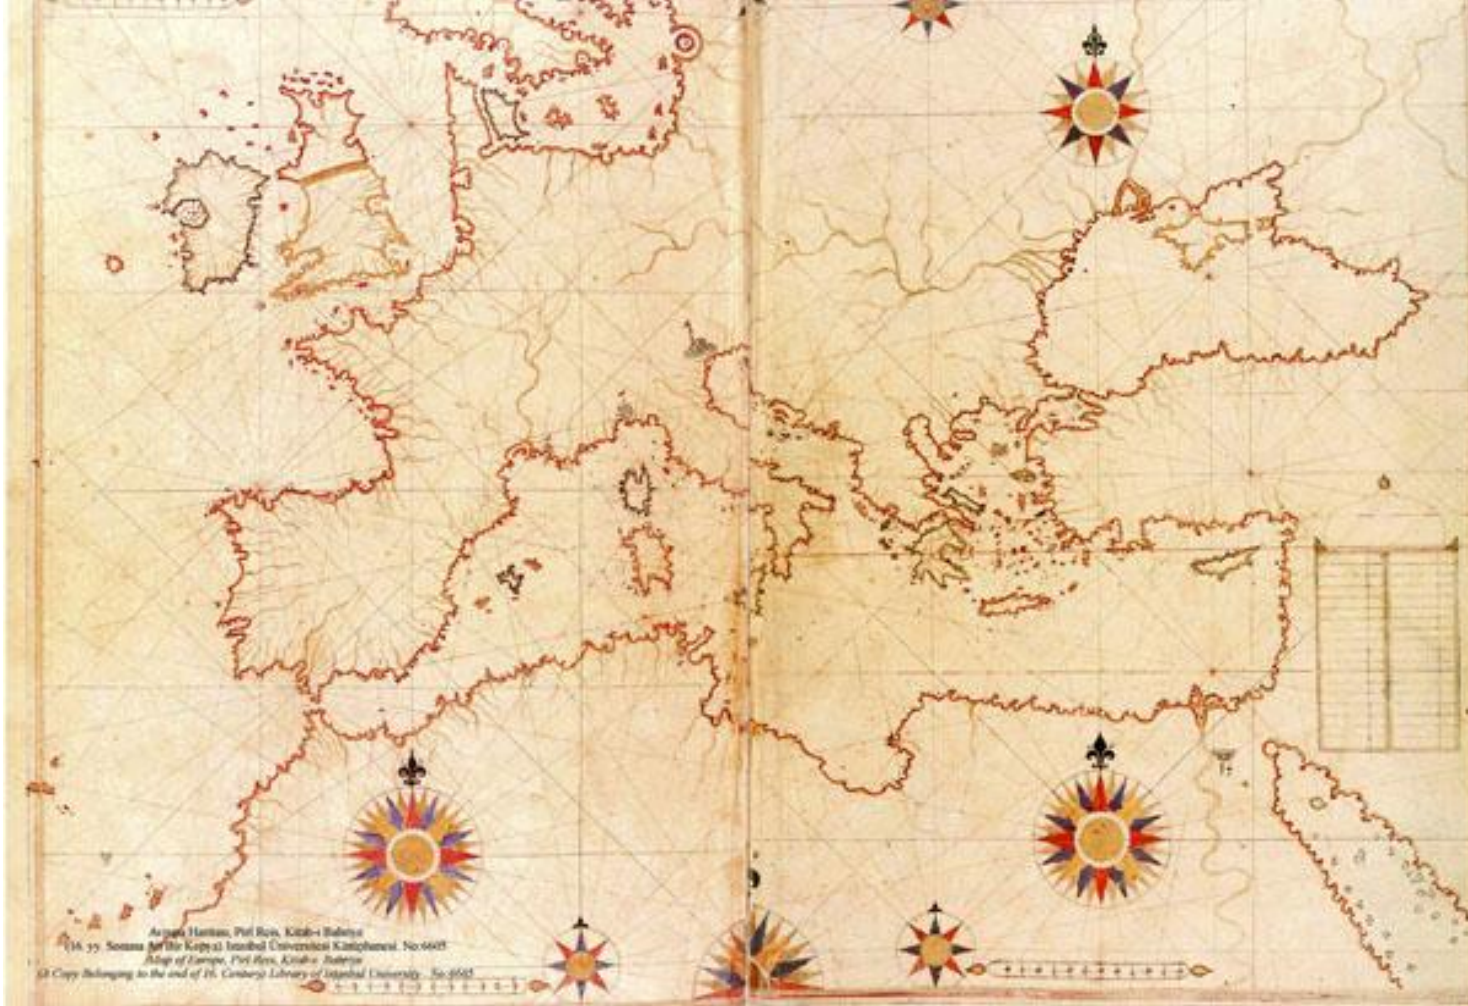 Avrupa Haritası, Piri Reis, Kitab-ı Bahriye
(16. yy. Sonuna Ait Bir Kopya) Istanbul Üniversitesi Kütüphanesi. No:6605
Map of Europe, Piri Reis, Kitab-ı Bahriye
(A Copy Belonging to the end of 16. Century) Library of Istanbul University. No:6605